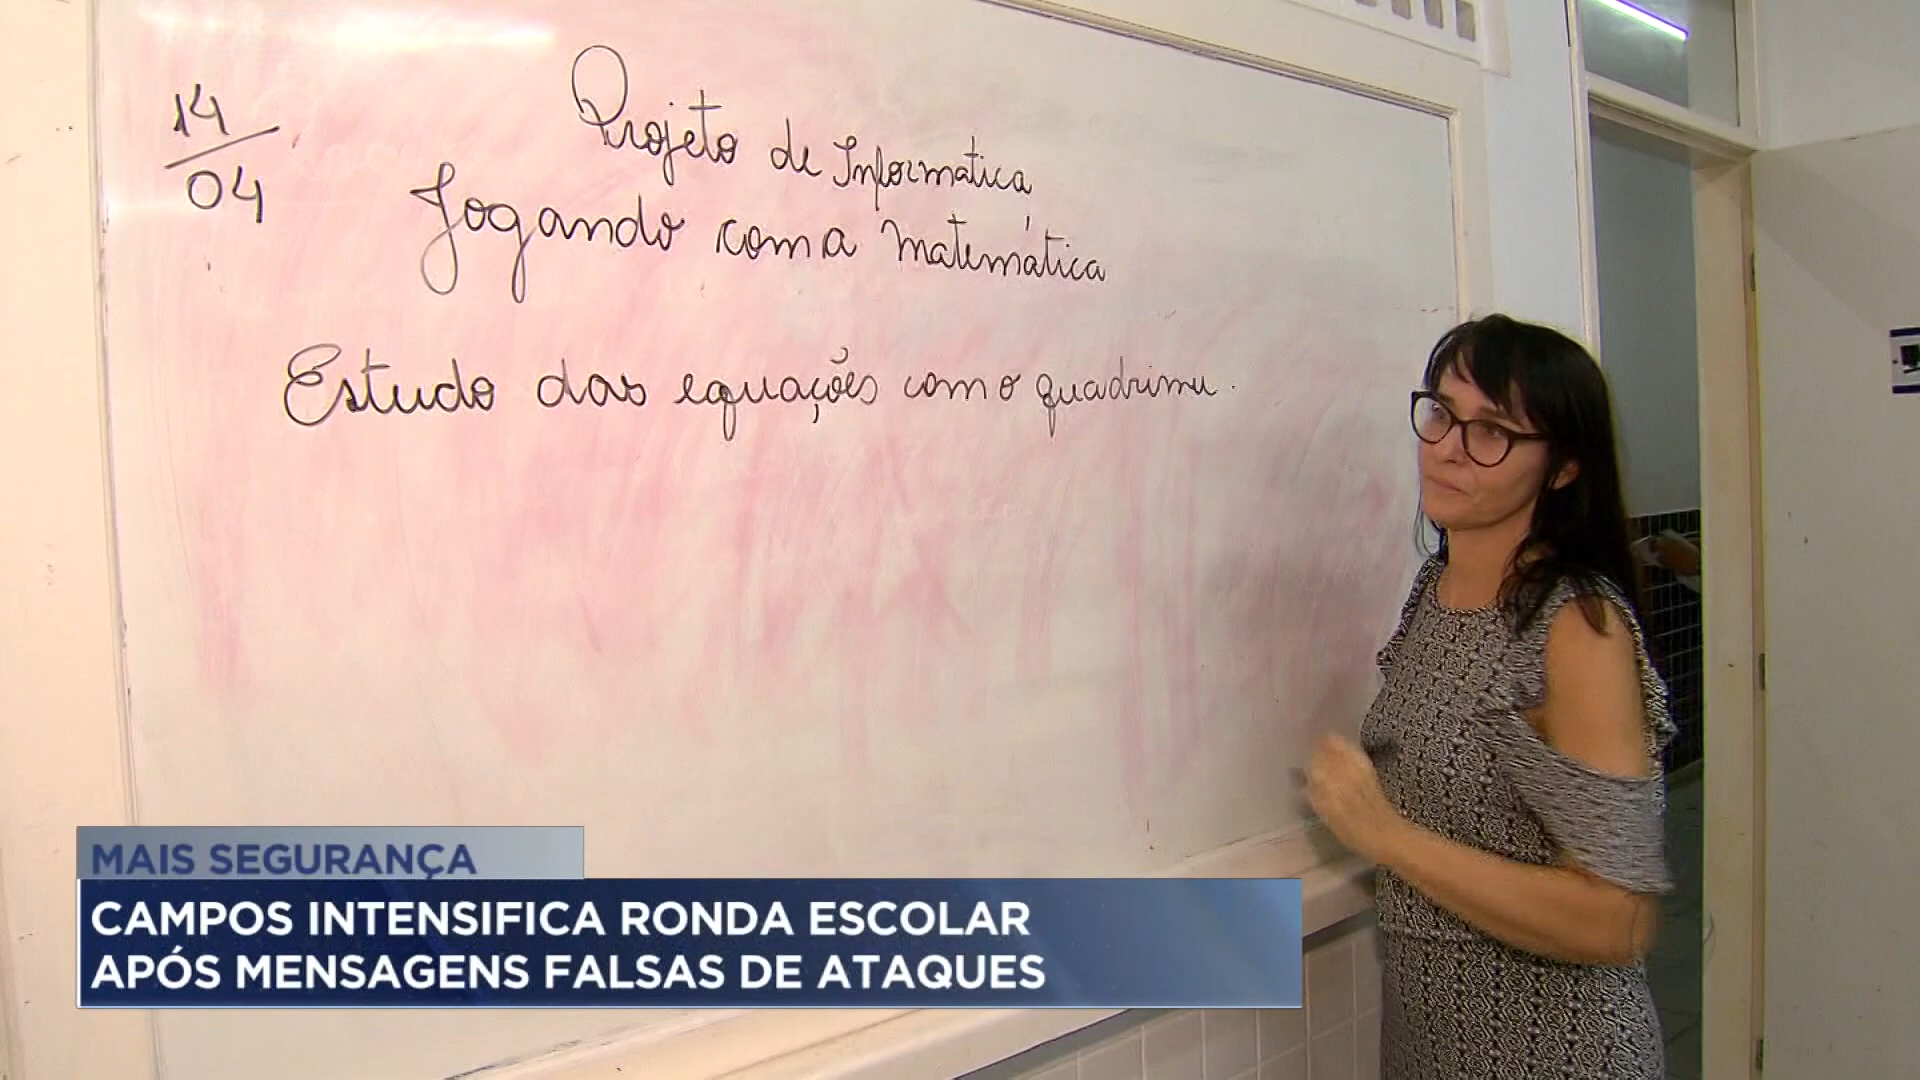 14/04
Projeto de Informática
Jogando com a matemática
Estudo das equações com o quadrimu.
MAIS SEGURANÇA
CAMPOS INTENSIFICA RONDA ESCOLAR
APÓS MENSAGENS FALSAS DE ATAQUES